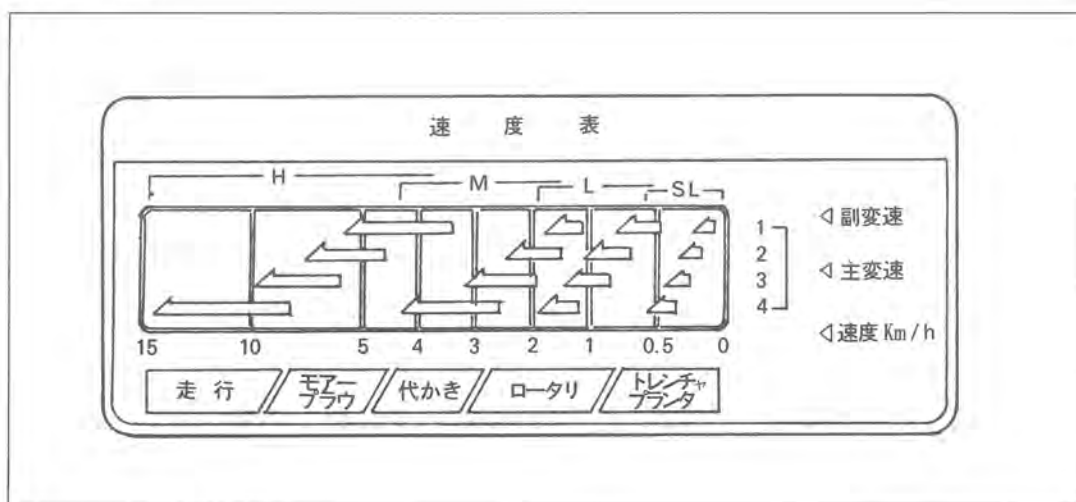 速度表
H M L SL
1 ◁副変速
2
3 ◁主変速
4
15 10 5 4 3 2 1 0.5 0 ◁速度 Km/h
走行 モアープラウ 代かき ロータリ トレンチャプランタ